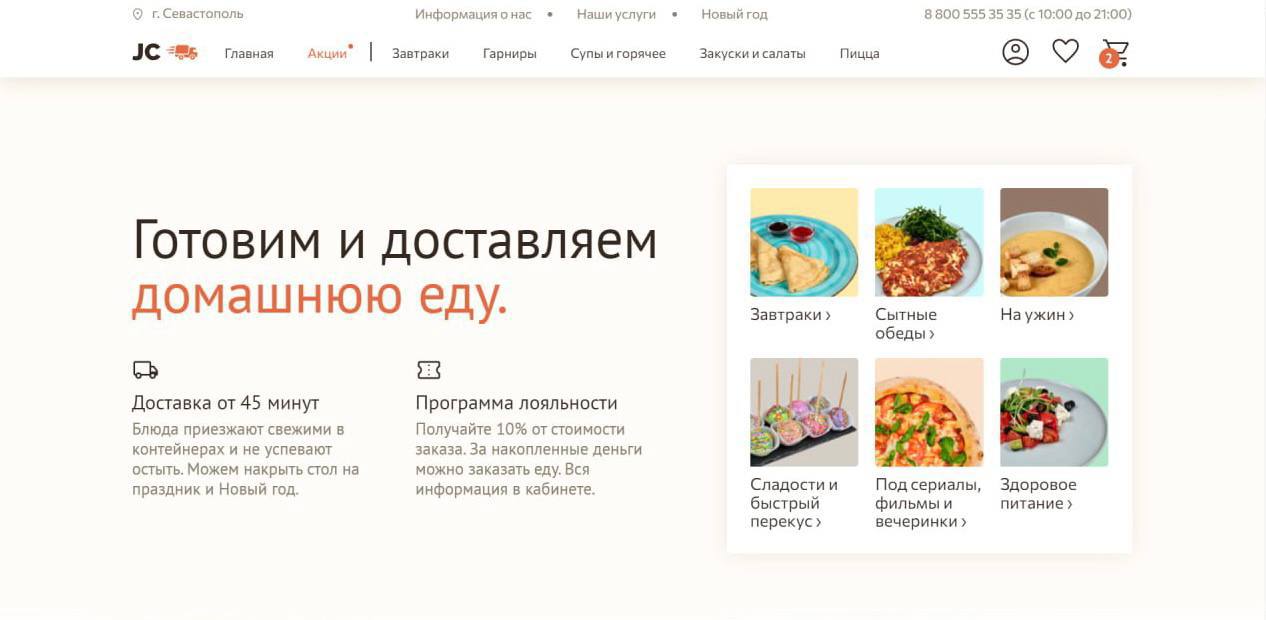 г. Севастополь
Информация о нас • Наши услуги • Новый год
8 800 555 35 35 (с 10:00 до 21:00)
JC
Главная Акции Завтраки Гарниры Супы и горячее Закуски и салаты Пицца
2
Готовим и доставляем
домашнюю еду.
Доставка от 45 минут
Блюда приезжают свежими в
контейнерах и не успевают
остыть. Можем накрыть стол на
праздник и Новый год.
Программа лояльности
Получайте 10% от стоимости
заказа. За накопленные деньги
можно заказать еду. Вся
информация в кабинете.
Завтраки ›
Сытные
обеды ›
На ужин ›
Сладости и
быстрый
перекус ›
Под сериалы,
фильмы и
вечеринки ›
Здоровое
питание ›